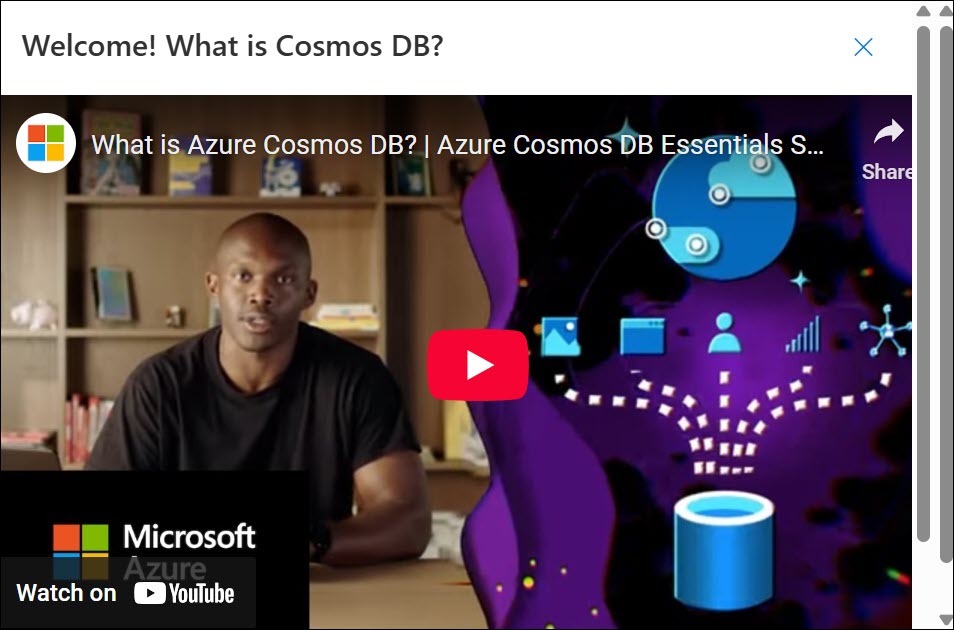 Welcome! What is Cosmos DB?
What is Azure Cosmos DB? | Azure Cosmos DB Essentials S...
Share
Microsoft
Azure
Watch on YouTube